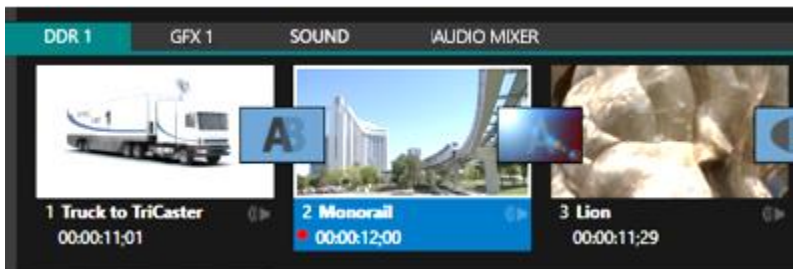 DDR 1 GFX 1 SOUND AUDIO MIXER
AB A
1 Truck to TriCaster 2 Monorail 3 Lion
00:00:11;01 00:00:12;00 00:00:11;29